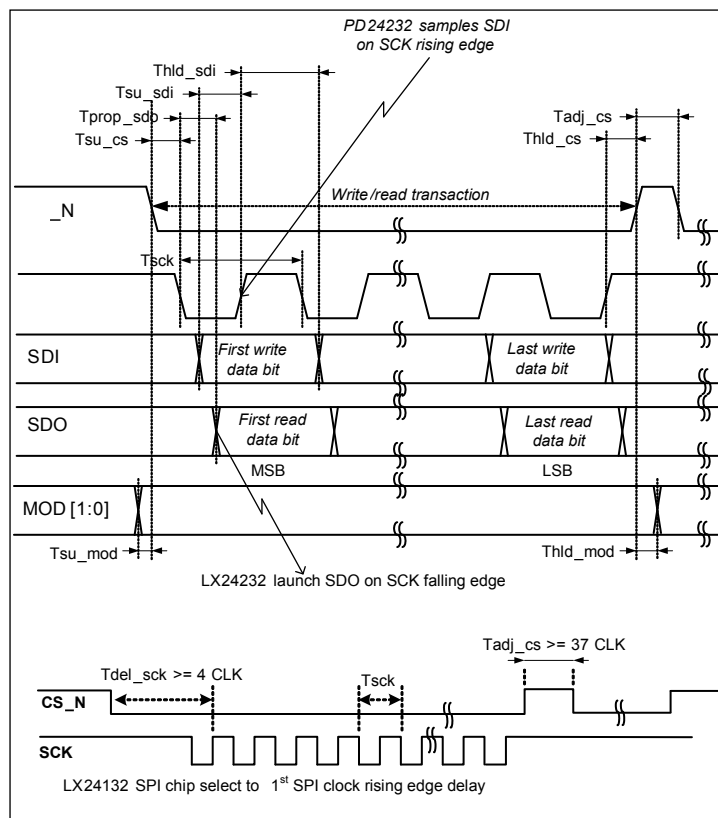 PD24232 samples SDI
on SCK rising edge
Thld_sdi
Tsu_sdi
Tprop_sdo
Tsu_cs
Tadj_cs
Thld_cs
Write/read transaction
_N
Tsck
SDI
First write
data bit
Last write
data bit
SDO
First read
data bit
Last read
data bit
MSB
LSB
MOD [1:0]
Tsu_mod
Thld_mod
LX24232 launch SDO on SCK falling edge
Tadj_cs >= 37 CLK
Tdel_sck >= 4 CLK
Tsck
CS_N
SCK
LX24132 SPI chip select to 1st SPI clock rising edge delay